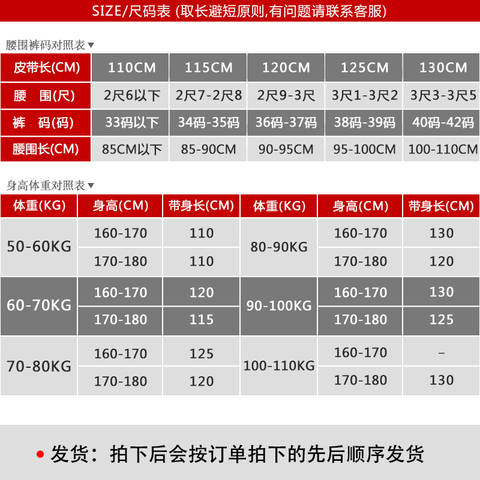 SIZE/尺码表 (取长避短原则,有问题请联系客服)
腰围裤码对照表▼
皮带长(CM) 110CM 115CM 120CM 125CM 130CM
腰 围(尺) 2尺6以下 2尺7-2尺8 2尺9-3尺 3尺1-3尺2 3尺3-3尺5
裤 码(码) 33码以下 34码-35码 36码-37码 38码-39码 40码-42码
腰围长(CM) 85CM以下 85-90CM 90-95CM 95-100CM 100-110CM
身高体重对照表▼
体重(KG) 身高(CM) 带身长(CM) 体重(KG) 身高(CM) 带身长(CM)
50-60KG 160-170 110 80-90KG 160-170 130
170-180 110 170-180 120
60-70KG 160-170 120 90-100KG 160-170 130
170-180 115 170-180 125
70-80KG 160-170 125 100-110KG 160-170 –
170-180 120 170-180 130
发货：拍下后会按订单拍下的先后顺序发货